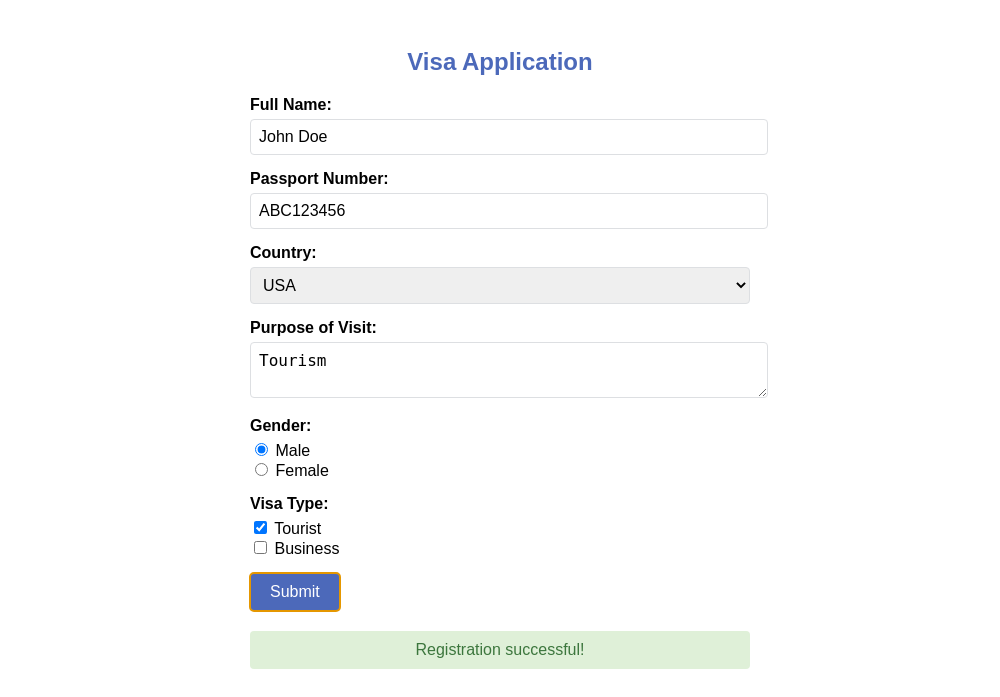 Visa Application
Full Name:
John Doe
Passport Number:
ABC123456
Country:
USA
Purpose of Visit:
Tourism
Gender:
Male
Female
Visa Type:
Tourist
Business
Submit
Registration successful!